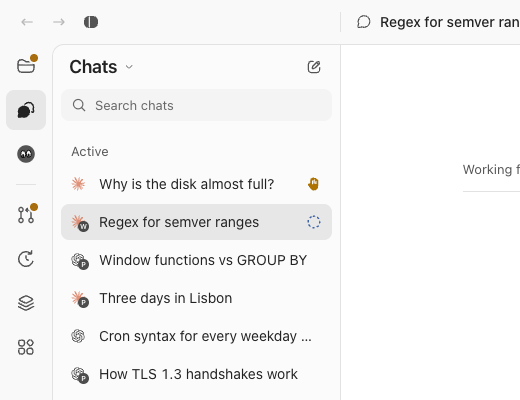 Regex for semver ran
Chats
Search chats
Active
Why is the disk almost full?
W Regex for semver ranges
P Window functions vs GROUP BY
P Three days in Lisbon
Cron syntax for every weekday ...
P How TLS 1.3 handshakes work
Working f